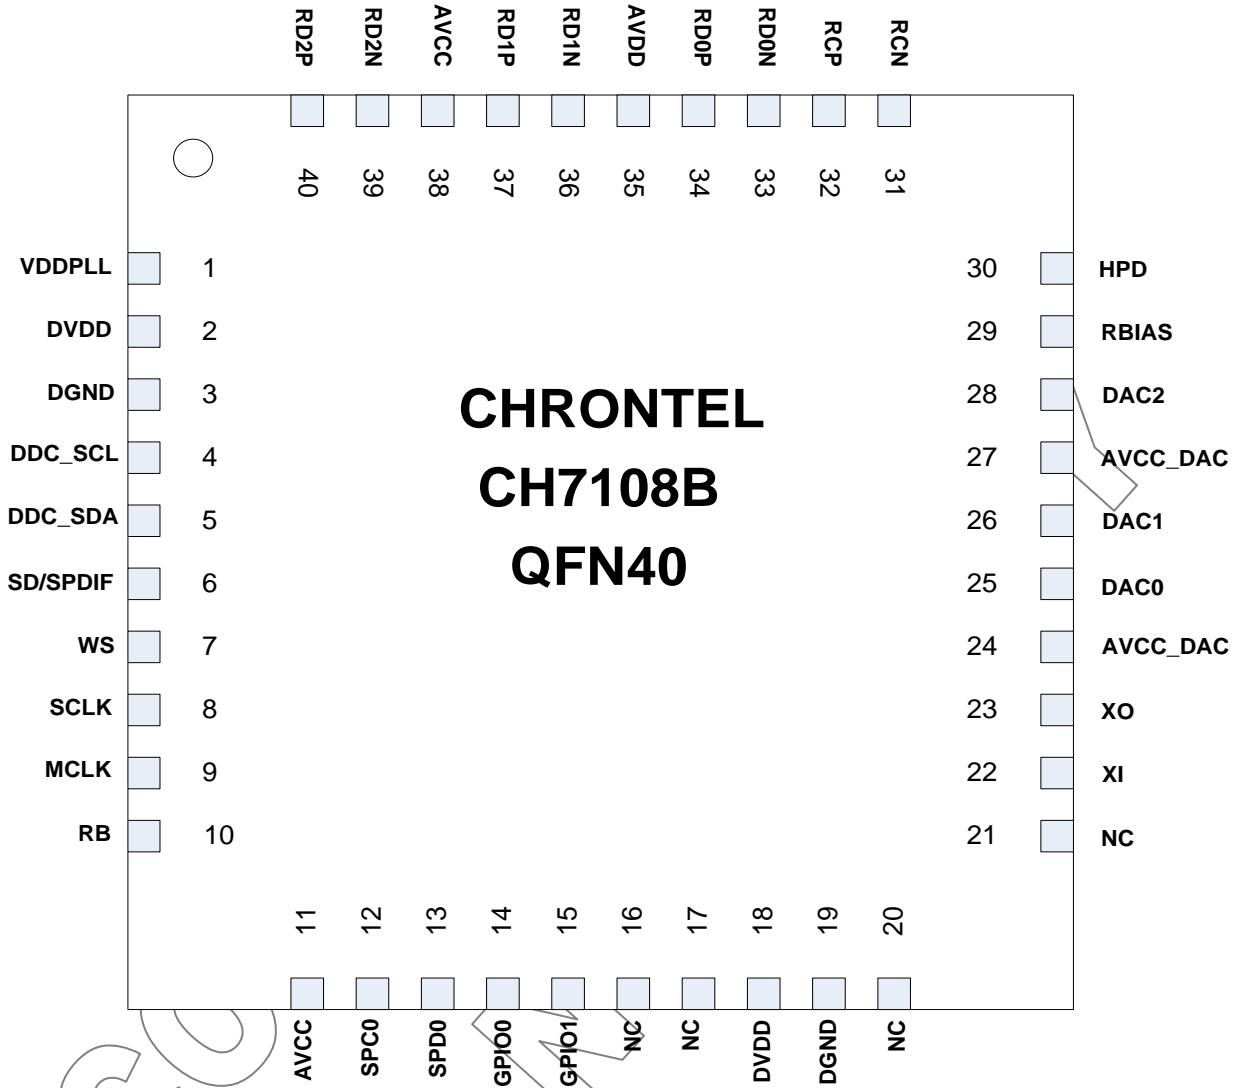 RD2P RD2N AVCC RD1P RD1N AVDD RD0P RD0N RCP RCN
40 39 38 37 36 35 34 33 32 31
VDDPLL 1 30 HPD
DVDD 2 29 RBIAS
DGND 3 28 DAC2
CHRONTEL
DDC_SCL 4 27 AVCC_DAC
CH7108B
DDC_SDA 5 26 DAC1
QFN40
SD/SPDIF 6 25 DAC0
WS 7 24 AVCC_DAC
SCLK 8 23 XO
MCLK 9 22 XI
RB 10 21 NC
11 12 13 14 15 16 17 18 19 20
AVCC SPC0 SPD0 GPIO0 GPIO1 NC NC DVDD DGND NC